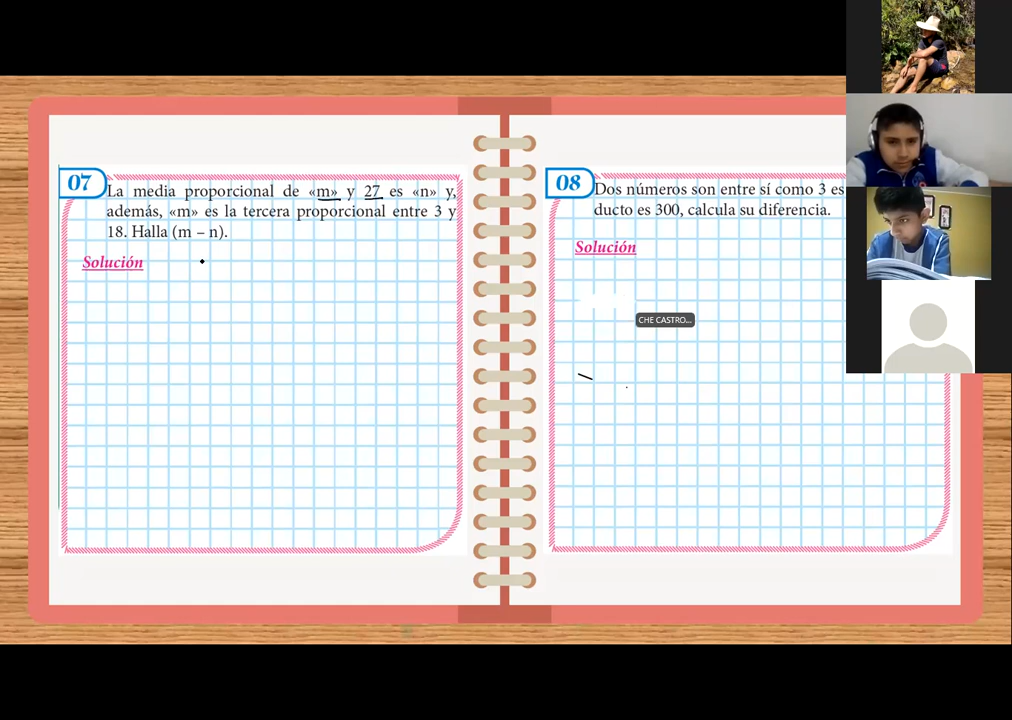 07
La media proporcional de «m» y 27 es «n» y,
además, «m» es la tercera proporcional entre 3 y
18. Halla (m – n).
Solución
08
Dos números son entre sí como 3 es
ducto es 300, calcula su diferencia.
Solución
CHE CASTRO...